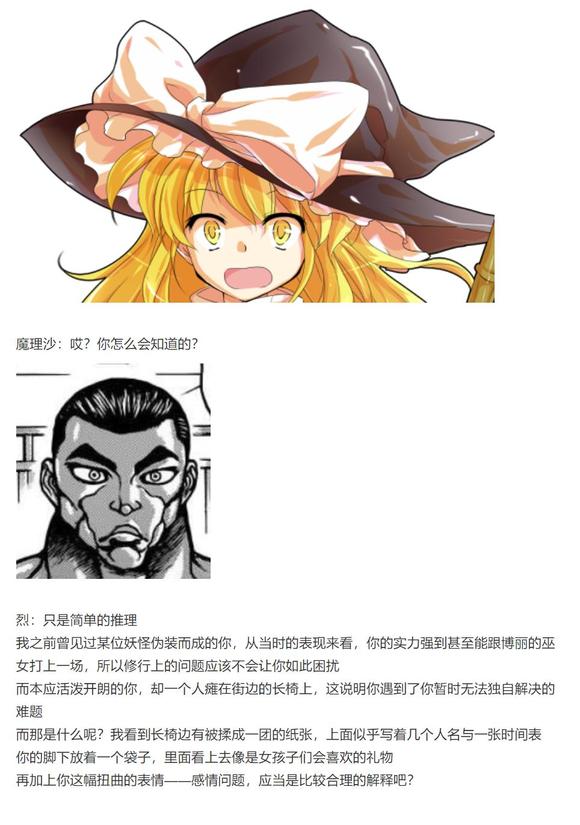 魔理沙：哎？你怎么会知道的？
烈：只是简单的推理
我之前曾见过某位妖怪伪装而成的你，从当时的表现来看，你的实力强到甚至能跟博丽的巫
女打上一场，所以修行上的问题应该不会让你如此困扰
而本应活泼开朗的你，却一个人瘫在街边的长椅上，这说明你遇到了你暂时无法独自解决的
难题
而那是什么呢？我看到长椅边有被揉成一团的纸张，上面似乎写着几个人名与一张时间表
你的脚下放着一个袋子，里面看上去像是女孩子们会喜欢的礼物
再加上你这幅扭曲的表情——感情问题，应当是比较合理的解释吧？